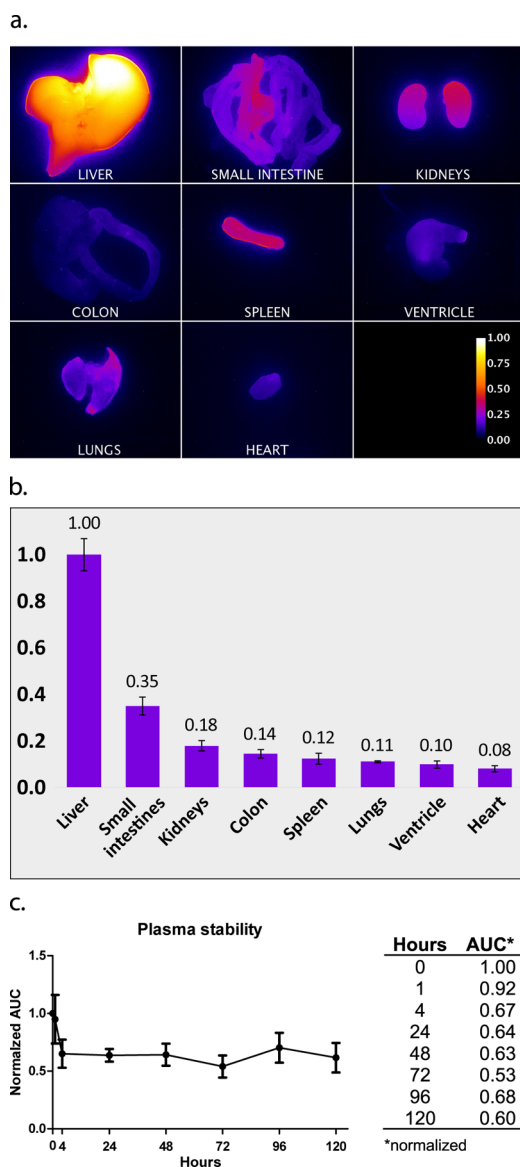 a.
LIVER
SMALL INTESTINE
KIDNEYS
COLON
SPLEEN
VENTRICLE
LUNGS
HEART
1.00
0.75
0.50
0.25
0.00
b.
1.0
0.8
0.6
0.4
0.2
0.0
1.00
0.35
0.18
0.14
0.12
0.11
0.10
0.08
Liver
Small
intestines
Kidneys
Colon
Spleen
Lungs
Ventricle
Heart
c.
Plasma stability
Normalized AUC
1.5
1.0
0.5
0.0
0 4 24 48 72 96 120
Hours
Hours AUC*
0 1.00
1 0.92
4 0.67
24 0.64
48 0.63
72 0.53
96 0.68
120 0.60
*normalized